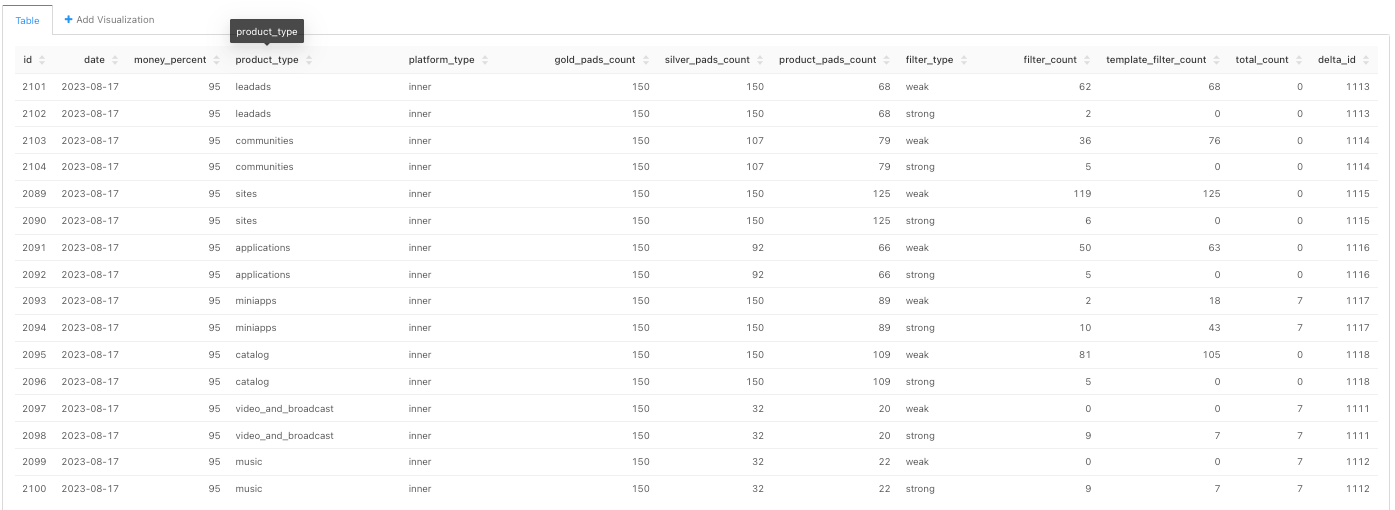 Table
+ Add Visualization
product_type
id date money_percent product_type platform_type gold_pads_count silver_pads_count product_pads_count filter_type filter_count template_filter_count total_count delta_id
2101 2023-08-17 95 leadads inner 150 150 68 weak 62 68 0 1113
2102 2023-08-17 95 leadads inner 150 150 68 strong 2 0 0 1113
2103 2023-08-17 95 communities inner 150 107 79 weak 36 76 0 1114
2104 2023-08-17 95 communities inner 150 107 79 strong 5 0 0 1114
2089 2023-08-17 95 sites inner 150 150 125 weak 119 125 0 1115
2090 2023-08-17 95 sites inner 150 150 125 strong 6 0 0 1115
2091 2023-08-17 95 applications inner 150 92 66 weak 50 63 0 1116
2092 2023-08-17 95 applications inner 150 92 66 strong 5 0 0 1116
2093 2023-08-17 95 miniapps inner 150 150 89 weak 2 18 7 1117
2094 2023-08-17 95 miniapps inner 150 150 89 strong 10 43 7 1117
2095 2023-08-17 95 catalog inner 150 150 109 weak 81 105 0 1118
2096 2023-08-17 95 catalog inner 150 150 109 strong 5 0 0 1118
2097 2023-08-17 95 video_and_broadcast inner 150 32 20 weak 0 0 7 1111
2098 2023-08-17 95 video_and_broadcast inner 150 32 20 strong 9 7 7 1111
2099 2023-08-17 95 music inner 150 32 22 weak 0 0 7 1112
2100 2023-08-17 95 music inner 150 32 22 strong 9 7 7 1112